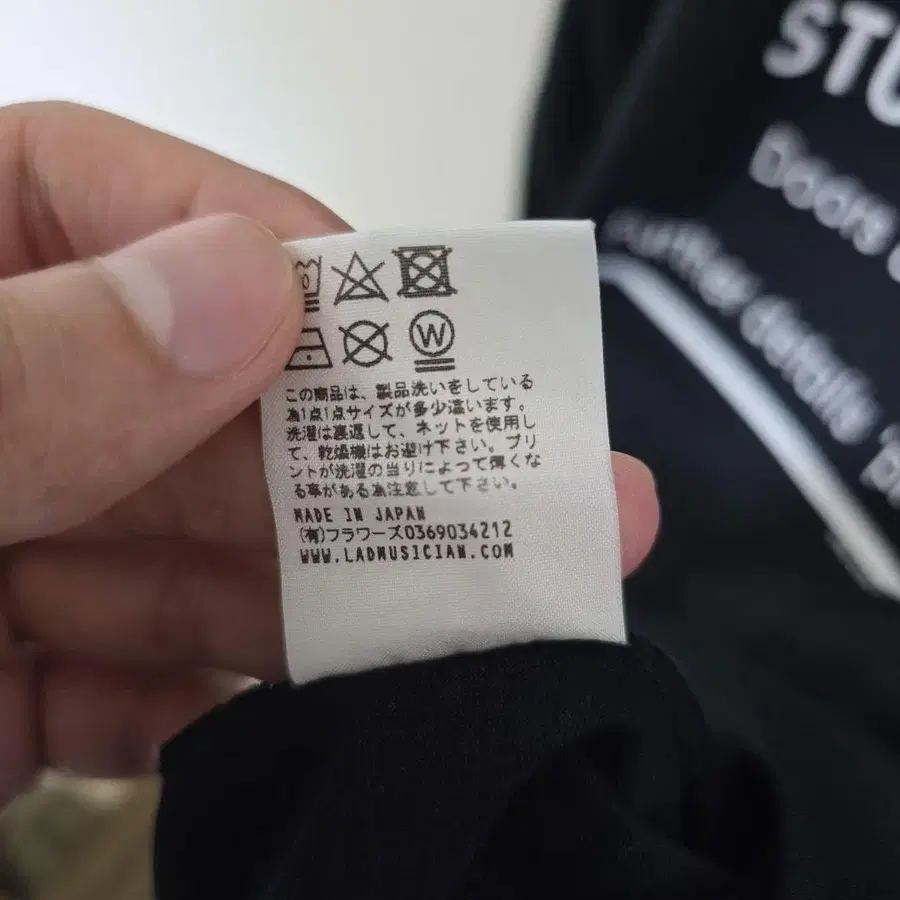 STU
Doors
further details
W
この商品は、製品洗いをしている
為1点1点サイズが多少違います。
洗濯は裏返して、ネットを使用し
て、乾燥機はお避け下さい。プリ
ントが洗濯の当りによって薄くな
る事がある為注意して下さい。
MADE IN JAPAN
(有)フラワーズ0369034212
WWW.LADMUSICIAN.COM